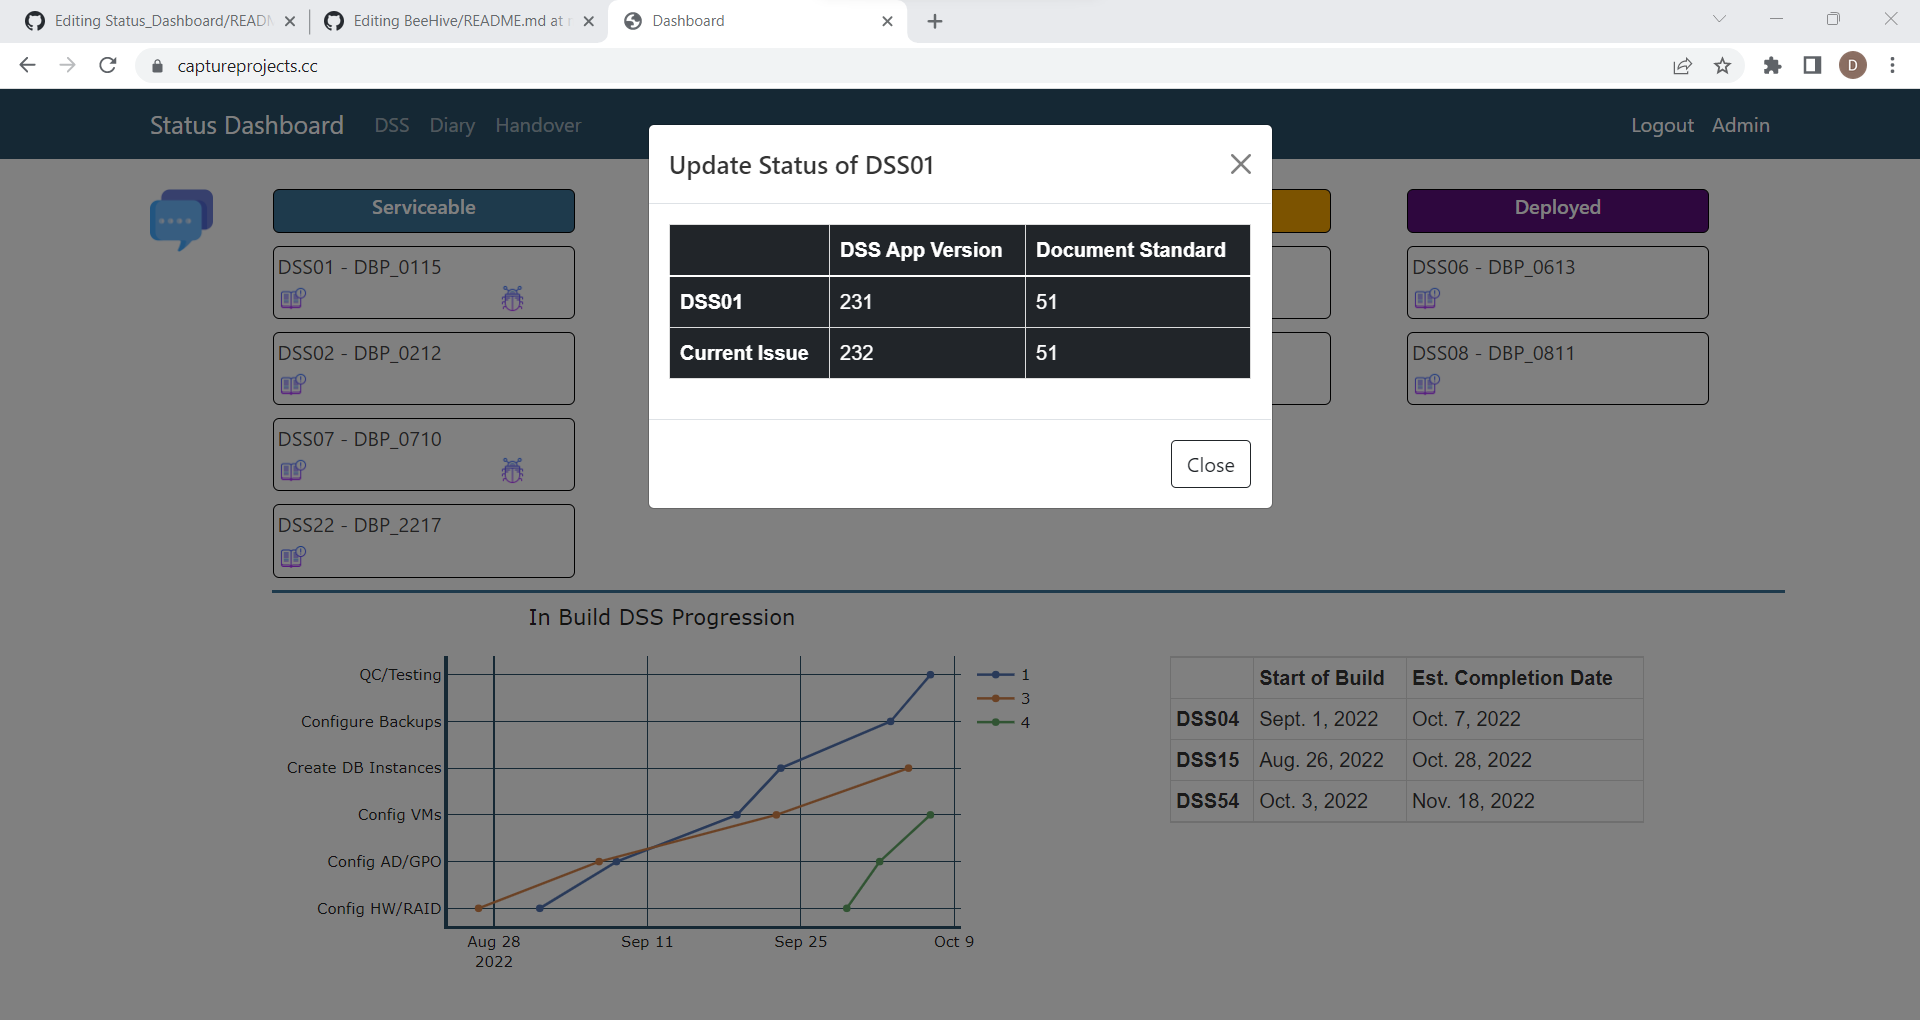 Editing Status_Dashboard/READ
Editing BeeHive/README.md at
Dashboard
captureprojects.cc
D
Status Dashboard DSS Diary Handover
Logout Admin
Update Status of DSS01
DSS App Version Document Standard
DSS01 231 51
Current Issue 232 51
Close
Serviceable
DSS01 - DBP_0115
DSS02 - DBP_0212
DSS07 - DBP_0710
DSS22 - DBP_2217
Deployed
DSS06 - DBP_0613
DSS08 - DBP_0811
In Build DSS Progression
QC/Testing
Configure Backups
Create DB Instances
Config VMs
Config AD/GPO
Config HW/RAID
Aug 28 Sep 11 Sep 25 Oct 9
2022
1
3
4
Start of Build Est. Completion Date
DSS04 Sept. 1, 2022 Oct. 7, 2022
DSS15 Aug. 26, 2022 Oct. 28, 2022
DSS54 Oct. 3, 2022 Nov. 18, 2022